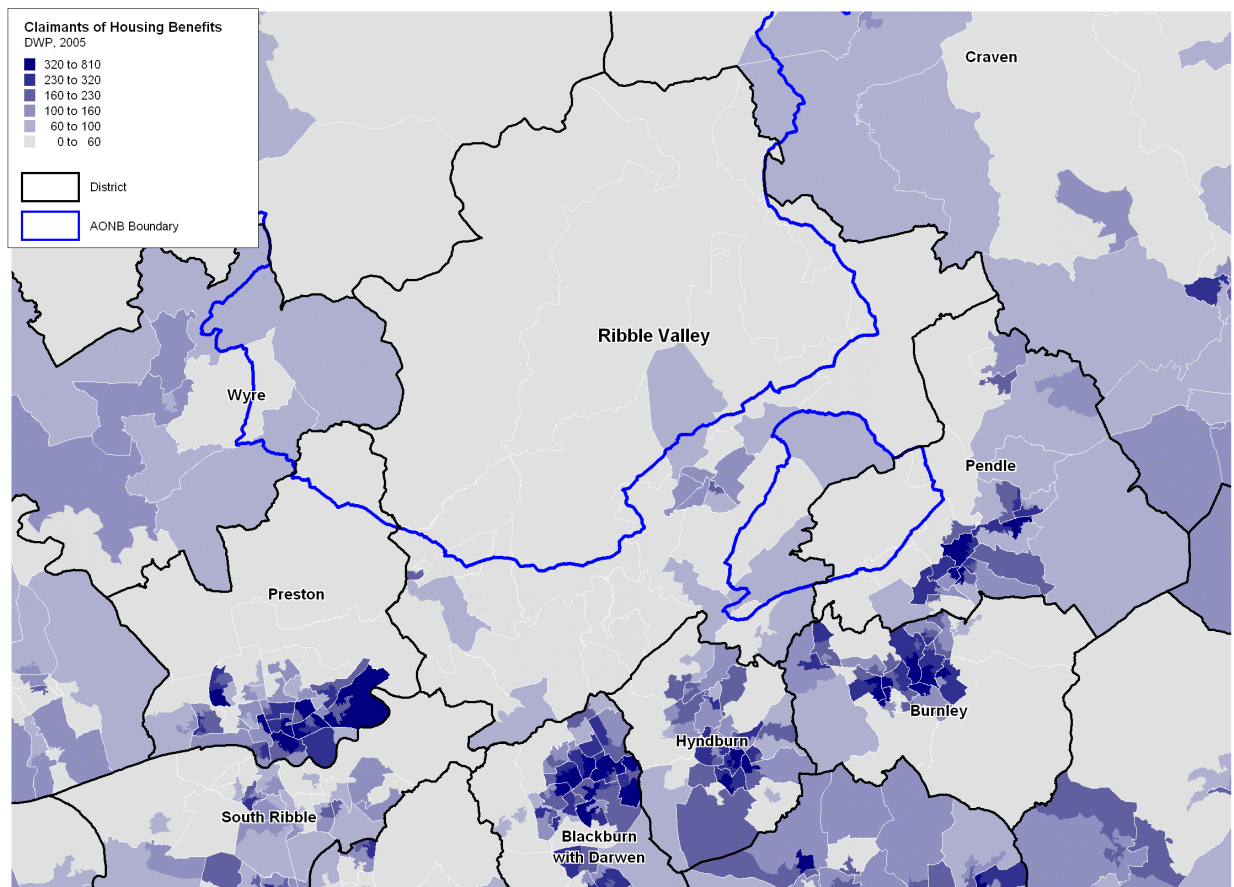 Claimants of Housing Benefits
DWP, 2005
320 to 810
230 to 320
160 to 230
100 to 160
60 to 100
0 to 60
District
AONB Boundary
Craven
Ribble Valley
Wyre
Pendle
Preston
Burnley
Hyndburn
South Ribble
Blackburn
with Darwen